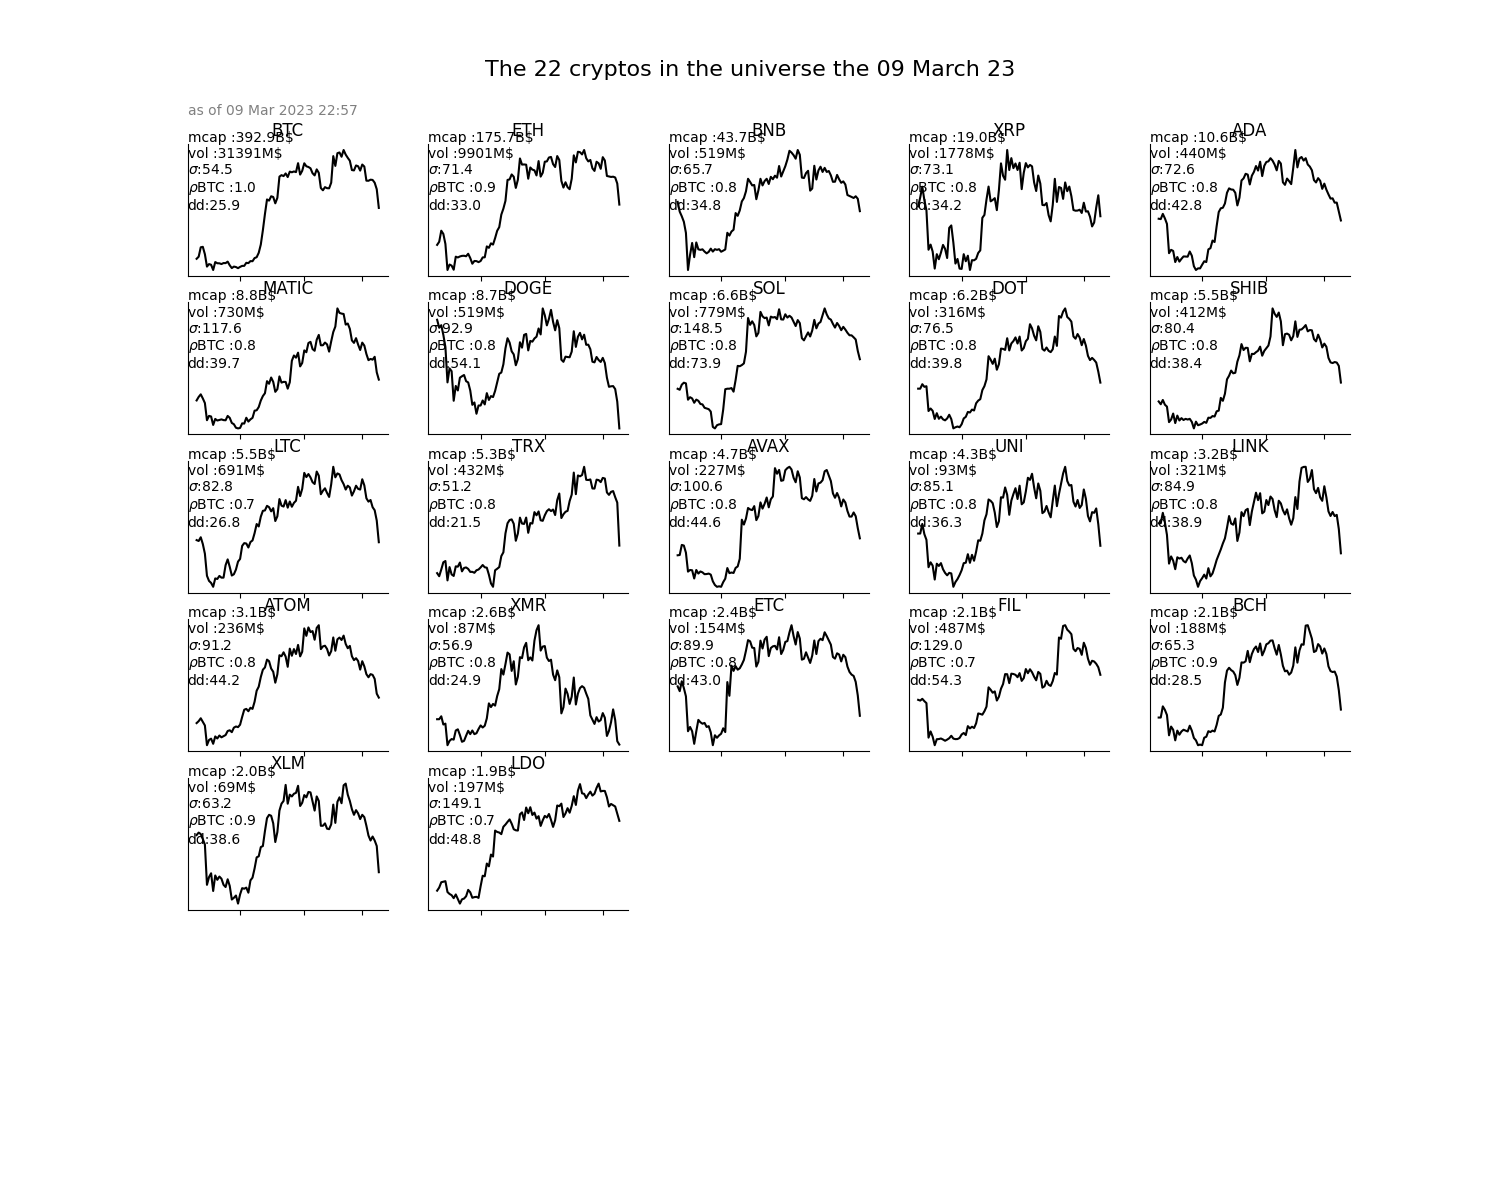 The 22 cryptos in the universe the 09 March 23
as of 09 Mar 2023 22:57
BTC
mcap :392.9B$
vol :31391M$
σ:54.5
ρBTC :1.0
dd:25.9
ETH
mcap :175.7B$
vol :9901M$
σ:71.4
ρBTC :0.9
dd:33.0
BNB
mcap :43.7B$
vol :519M$
σ:65.7
ρBTC :0.8
dd:34.8
XRP
mcap :19.0B$
vol :1778M$
σ:73.1
ρBTC :0.8
dd:34.2
ADA
mcap :10.6B$
vol :440M$
σ:72.6
ρBTC :0.8
dd:42.8
MATIC
mcap :8.8B$
vol :730M$
σ:117.6
ρBTC :0.8
dd:39.7
DOGE
mcap :8.7B$
vol :519M$
σ:92.9
ρBTC :0.8
dd:54.1
SOL
mcap :6.6B$
vol :779M$
σ:148.5
ρBTC :0.8
dd:73.9
DOT
mcap :6.2B$
vol :316M$
σ:76.5
ρBTC :0.8
dd:39.8
SHIB
mcap :5.5B$
vol :412M$
σ:80.4
ρBTC :0.8
dd:38.4
LTC
mcap :5.5B$
vol :691M$
σ:82.8
ρBTC :0.7
dd:26.8
TRX
mcap :5.3B$
vol :432M$
σ:51.2
ρBTC :0.8
dd:21.5
AVAX
mcap :4.7B$
vol :227M$
σ:100.6
ρBTC :0.8
dd:44.6
UNI
mcap :4.3B$
vol :93M$
σ:85.1
ρBTC :0.8
dd:36.3
LINK
mcap :3.2B$
vol :321M$
σ:84.9
ρBTC :0.8
dd:38.9
ATOM
mcap :3.1B$
vol :236M$
σ:91.2
ρBTC :0.8
dd:44.2
XMR
mcap :2.6B$
vol :87M$
σ:56.9
ρBTC :0.8
dd:24.9
ETC
mcap :2.4B$
vol :154M$
σ:89.9
ρBTC :0.8
dd:43.0
FIL
mcap :2.1B$
vol :487M$
σ:129.0
ρBTC :0.7
dd:54.3
BCH
mcap :2.1B$
vol :188M$
σ:65.3
ρBTC :0.9
dd:28.5
XLM
mcap :2.0B$
vol :69M$
σ:63.2
ρBTC :0.9
dd:38.6
LDO
mcap :1.9B$
vol :197M$
σ:149.1
ρBTC :0.7
dd:48.8